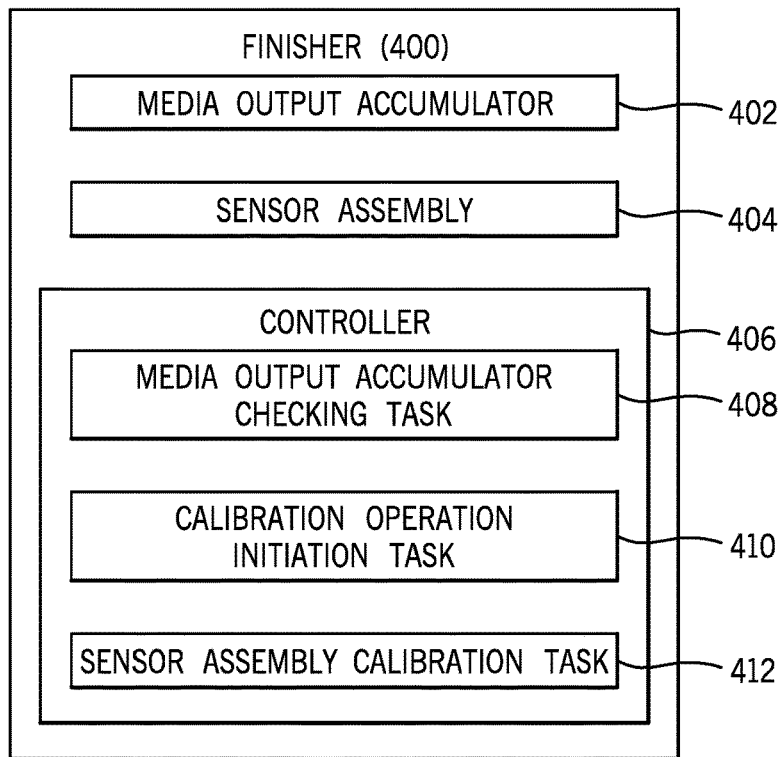 FINISHER (400)
MEDIA OUTPUT ACCUMULATOR
402
SENSOR ASSEMBLY
404
CONTROLLER
406
MEDIA OUTPUT ACCUMULATOR
CHECKING TASK
408
CALIBRATION OPERATION
INITIATION TASK
410
SENSOR ASSEMBLY CALIBRATION TASK
412